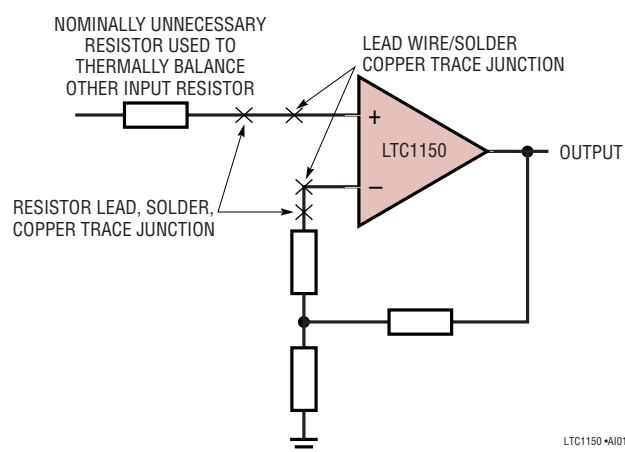 NOMINALLY UNNECESSARY
RESISTOR USED TO
THERMALLY BALANCE
OTHER INPUT RESISTOR
LEAD WIRE/SOLDER
COPPER TRACE JUNCTION
+
LTC1150
−
OUTPUT
RESISTOR LEAD, SOLDER,
COPPER TRACE JUNCTION
LTC1150 •AI01